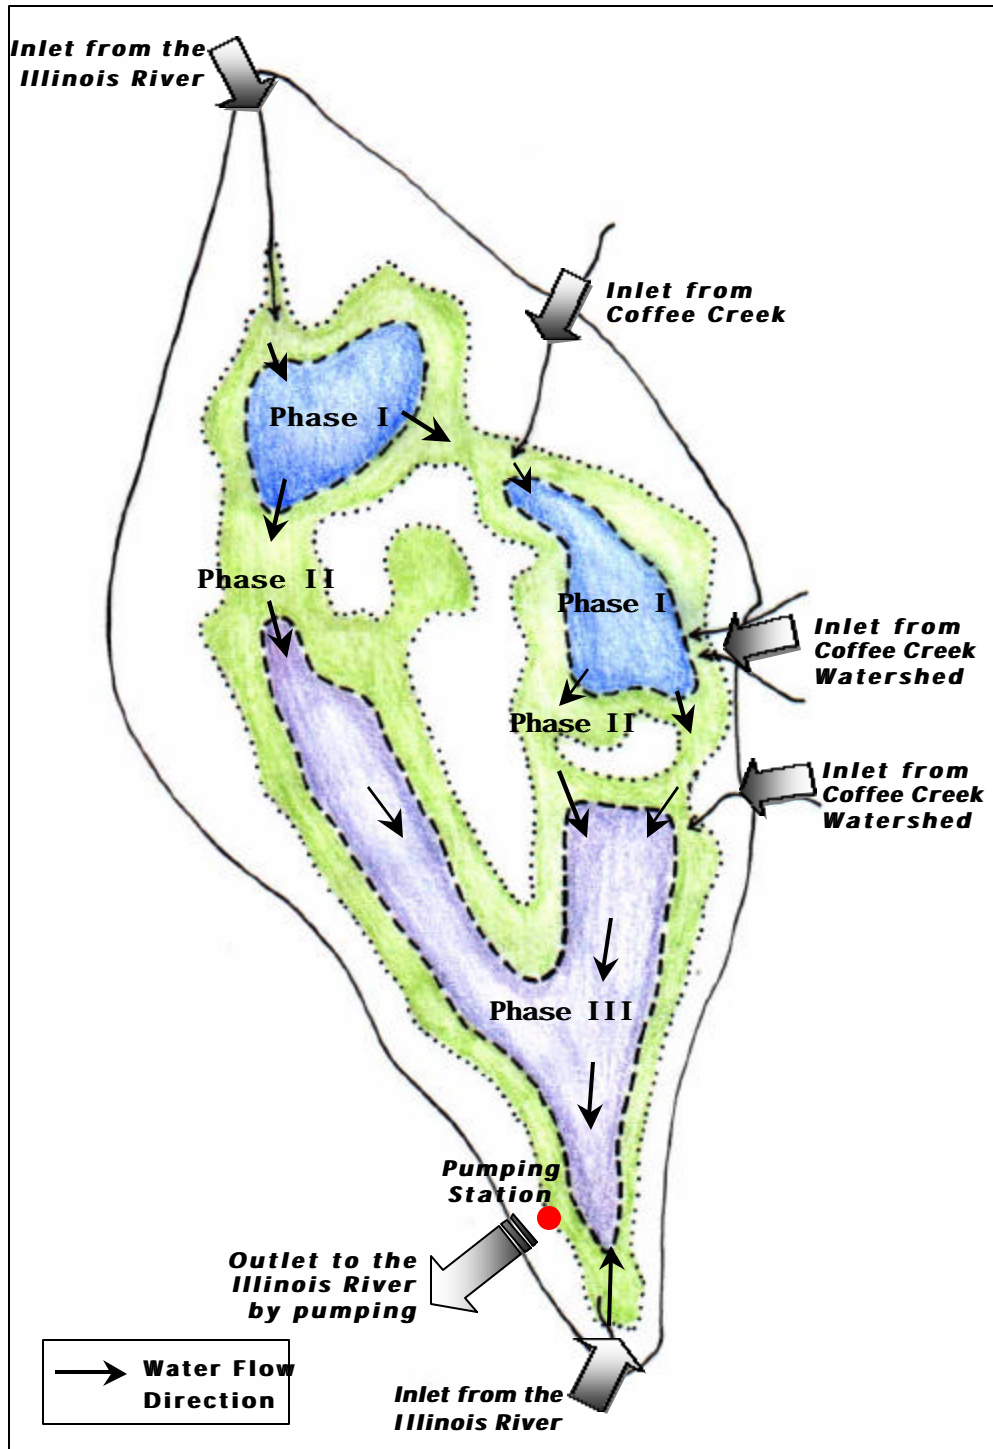 Inlet from the
Illinois River
Inlet from
Coffee Creek
Phase I
Phase II
Phase I
Inlet from
Coffee Creek
Watershed
Phase II
Inlet from
Coffee Creek
Watershed
Phase III
Pumping
Station
Outlet to the
Illinois River
by pumping
Water Flow
Direction
Inlet from the
Illinois River